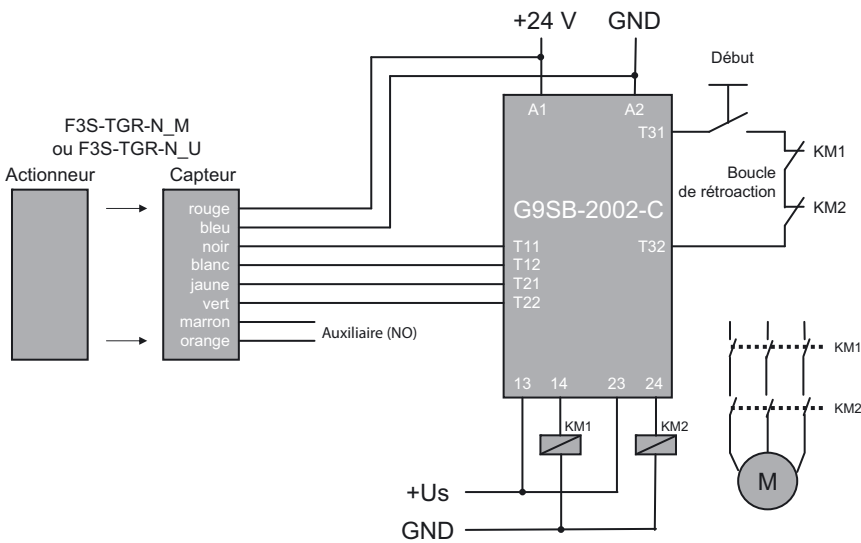 +24 V
GND
Début
F3S-TGR-N_M
ou F3S-TGR-N_U
Actionneur
Capteur
A1
A2
T31
KM1
Boucle
de rétroaction
KM2
G9SB-2002-C
rouge
bleu
noir
blanc
jaune
vert
marron
orange
T11
T12
T21
T22
T32
Auxiliaire (NO)
13
14
23
24
KM1
KM2
KM1
KM2
M
+Us
GND